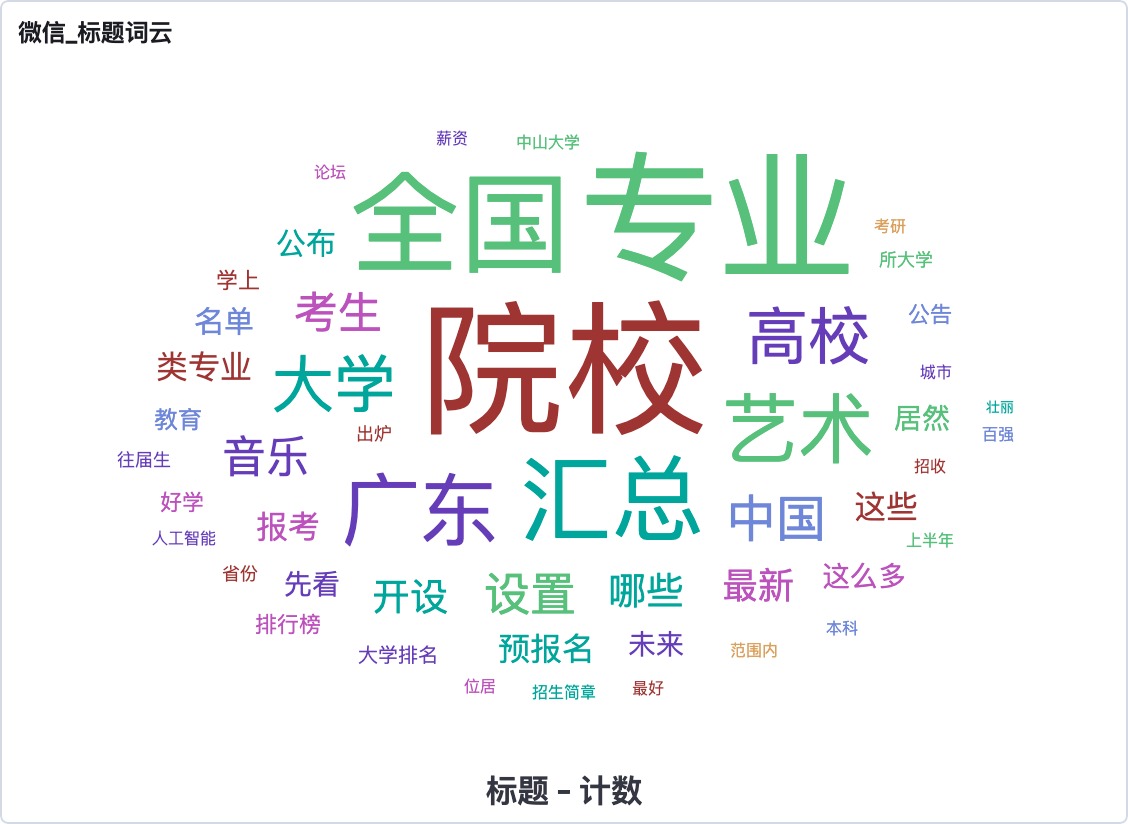 微信_标题词云
薪资
中山大学
论坛
全国
专业
考研
公布
所大学
学上
考生
院校
高校
公告
名单
类专业
大学
城市
艺术
居然
壮丽
教育
出炉
百强
往届生
音乐
招收
汇总
广东
好学
报考
中国
这些
人工智能
上半年
省份
先看
开设
设置
哪些
最新
这么多
排行榜
本科
大学排名
预报名
未来
范围内
位居
招生简章
最好
标题 - 计数